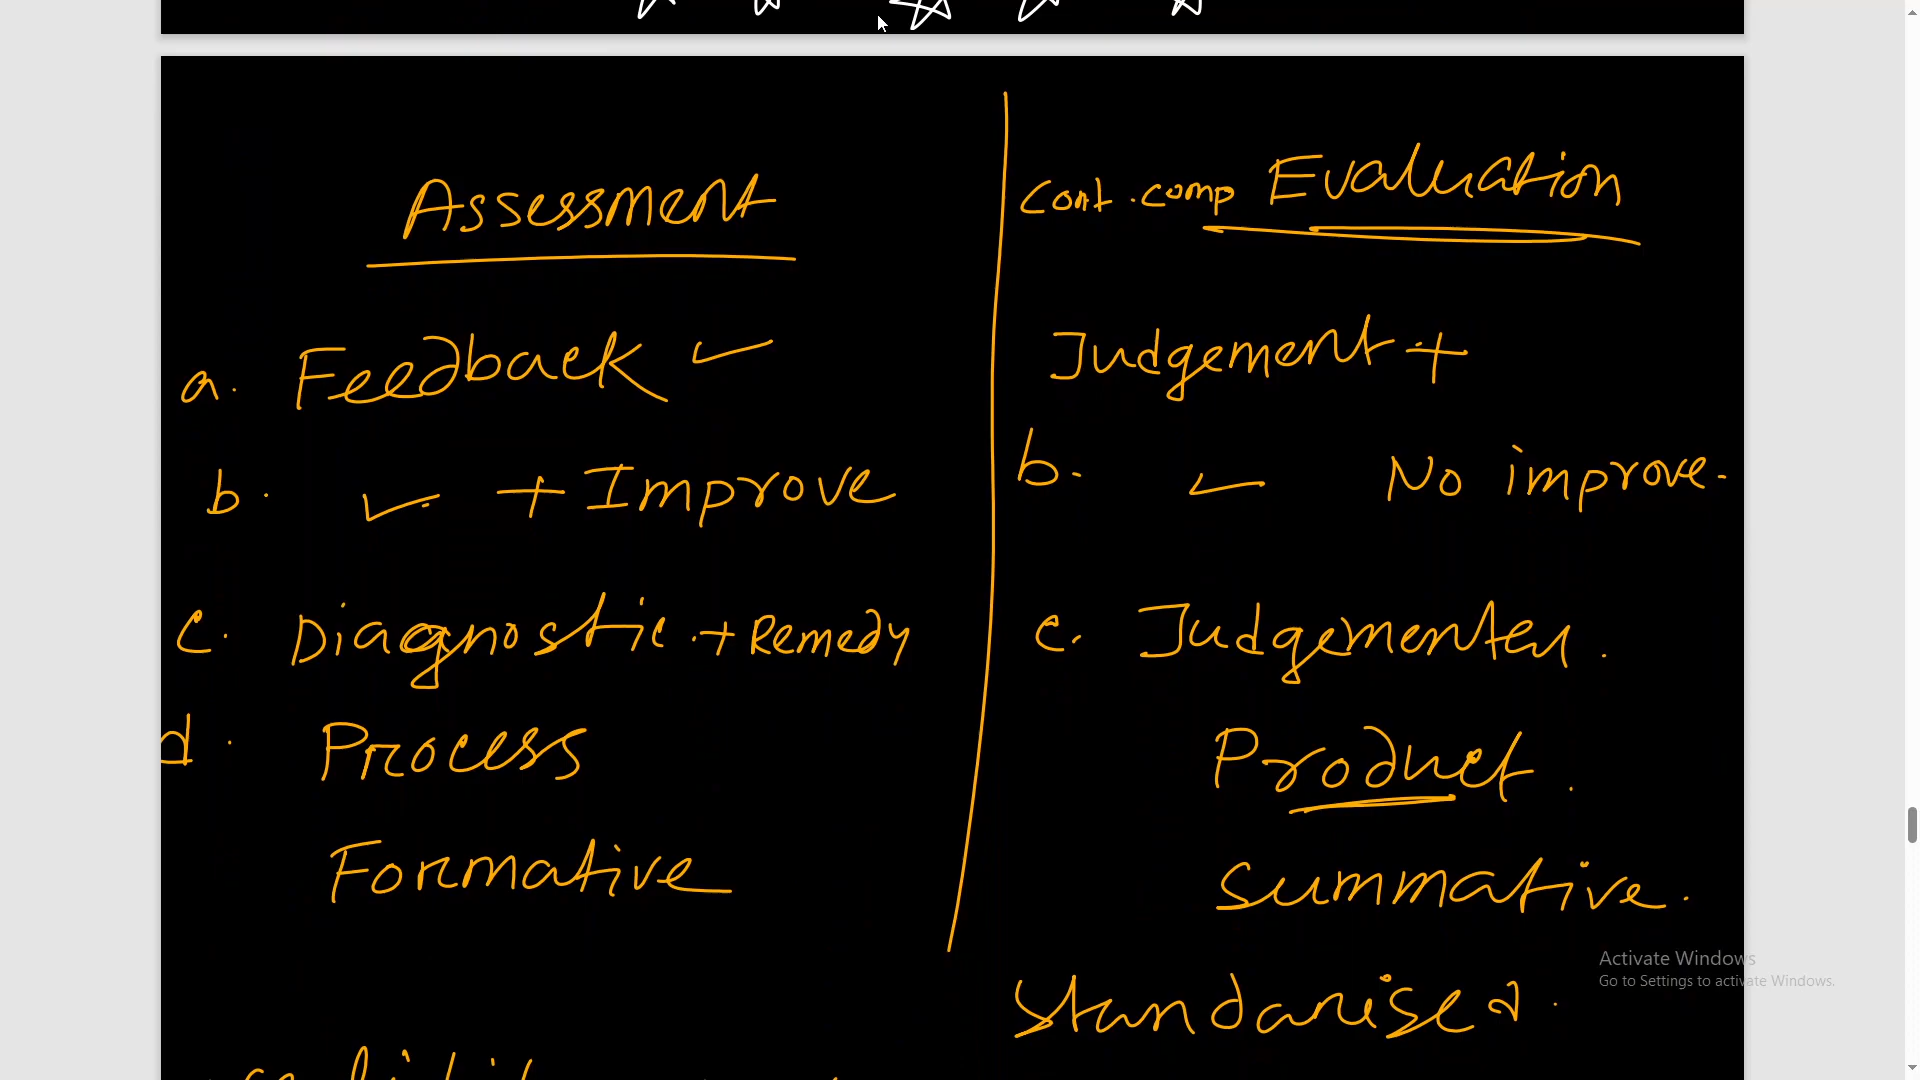 Assessment
Cont. comp Evaluation
a. Feedback ✓
Judgement +
b. ✓ + Improve
b. ✓ No improve.
c. Diagnostic + Remedy
c. Judgemental.
d. Process
Product.
Formative
Summative.
Standarised.
Activate Windows
Go to Settings to activate Windows.